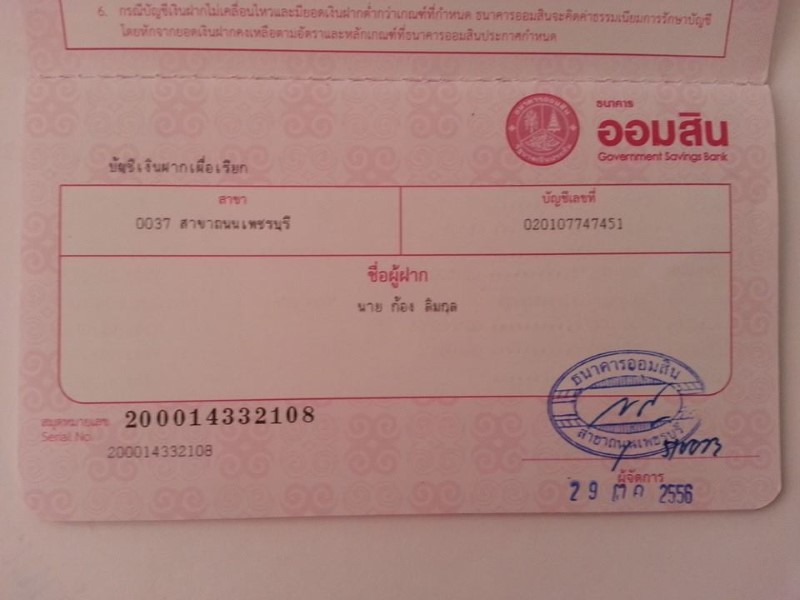 6. กรณีบัญชีเงินฝากไม่เคลื่อนไหวและมียอดเงินฝากต่ำกว่าเกณฑ์ที่กำหนด ธนาคารออมสินจะคิดค่าธรรมเนียมการรักษาบัญชี
โดยหักจากยอดเงินฝากคงเหลือตามอัตราและหลักเกณฑ์ที่ธนาคารออมสินประกาศกำหนด
ธนาคาร
ออมสิน
Government Savings Bank
บัญชีเงินฝากเผื่อเรียก
สาขา
บัญชีเลขที่
0037 สาขาถนนเพชรบุรี
020107747451
ชื่อผู้ฝาก
นาย ก้อง ลิมกุล
ธนาคารออมสิน
สาขาถนนเพชรบุรี
สมุดหมายเลข
Serial No.
200014332108
200014332108
ผู้จัดการ
29 ต.ค. 2556